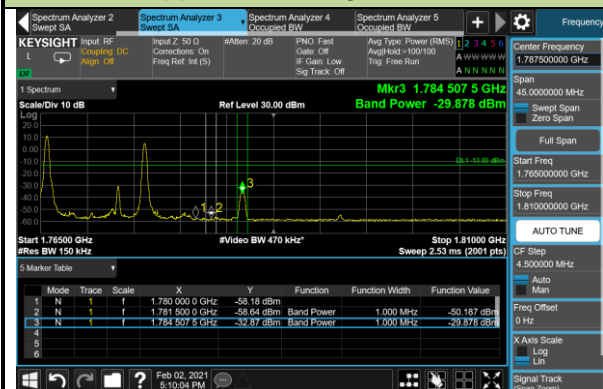 Spectrum Analyzer 2
Swept SA
Spectrum Analyzer 3
Swept SA
Spectrum Analyzer 4
Occupied BW
Spectrum Analyzer 5
Occupied BW
+
Frequency
KEYSIGHT
L
Input: RF
Coupling: DC
Align: Off
Input Z: 50 Ω
Corrections: On
Freq Ref: Int (S)
#Atten: 20 dB
PNO: Fast
Gate: Off
IF Gain: Low
Sig Track: Off
Avg Type: Power (RMS)
Avg|Hold:>100/100
Trig: Free Run
1 2 3 4 5 6
A W W W W W
A N N N N N
1 Spectrum
Scale/Div 10 dB
Log
Ref Level 30.00 dBm
Mkr3 1.784 507 5 GHz
Band Power -29.878 dBm
20.0
10.0
0.00
-10.0
-20.0
-30.0
-40.0
-50.0
-60.0
DL1 -13.00 dBm
1
2
3
Start 1.76500 GHz
#Res BW 150 kHz
#Video BW 470 kHz*
Stop 1.81000 GHz
Sweep 2.53 ms (2001 pts)
5 Marker Table
Mode Trace Scale X Y Function Function Width Function Value
1 N 1 f 1.780 000 0 GHz -58.18 dBm
2 N 1 f 1.781 500 0 GHz -58.64 dBm Band Power 1.000 MHz -50.187 dBm
3 N 1 f 1.784 507 5 GHz -32.87 dBm Band Power 1.000 MHz -29.878 dBm
4
5
6
Center Frequency
1.787500000 GHz
Span
45.0000000 MHz
Swept Span
Zero Span
Full Span
Start Freq
1.765000000 GHz
Stop Freq
1.810000000 GHz
AUTO TUNE
CF Step
4.500000 MHz
Auto
Man
Freq Offset
0 Hz
X Axis Scale
Log
Lin
Signal Track
(Span Zoom)
?
Feb 02, 2021
5:10:04 PM